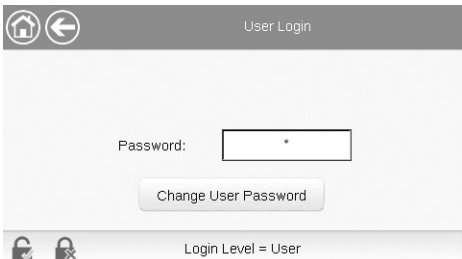 User Login
Password: *
Change User Password
Login Level = User